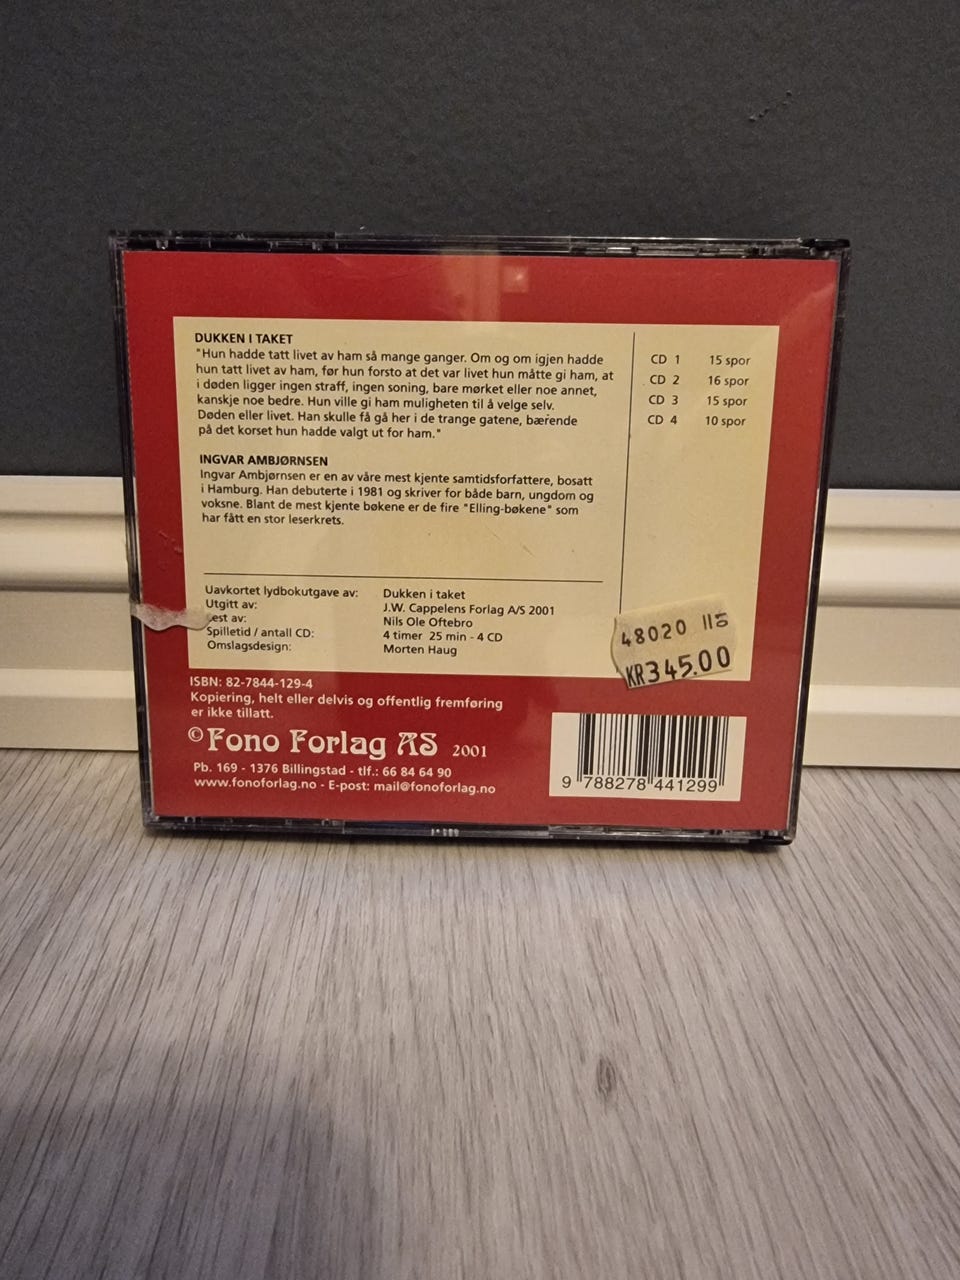 DUKKEN I TAKET
"Hun hadde tatt livet av ham så mange ganger. Om og om igjen hadde
hun tatt livet av ham, før hun forsto at det var livet hun måtte gi ham, at
i døden ligger ingen straff, ingen soning, bare mørket eller noe annet,
kanskje noe bedre. Hun ville gi ham muligheten til å velge selv.
Døden eller livet. Han skulle få gå her i de trange gatene, bærende
på det korset hun hadde valgt ut for ham."
INGVAR AMBJØRNSEN
Ingvar Ambjørnsen er en av våre mest kjente samtidsforfattere, bosatt
i Hamburg. Han debuterte i 1981 og skriver for både barn, ungdom og
voksne. Blant de mest kjente bøkene er de fire "Elling-bøkene" som
har fått en stor leserkrets.
CD 1 15 spor
CD 2 16 spor
CD 3 15 spor
CD 4 10 spor
Uavkortet lydbokutgave av: Dukken i taket
Utgitt av: J.W. Cappelens Forlag A/S 2001
Lest av: Nils Ole Oftebro
Spilletid / antall CD: 4 timer 25 min - 4 CD
Omslagsdesign: Morten Haug
48020 115
KR345.00
ISBN: 82-7844-129-4
Kopiering, helt eller delvis og offentlig fremføring
er ikke tillatt.
© Fono Forlag AS 2001
Pb. 169 - 1376 Billingstad - tlf.: 66 84 64 90
www.fonoforlag.no - E-post: mail@fonoforlag.no
9 788278 441299